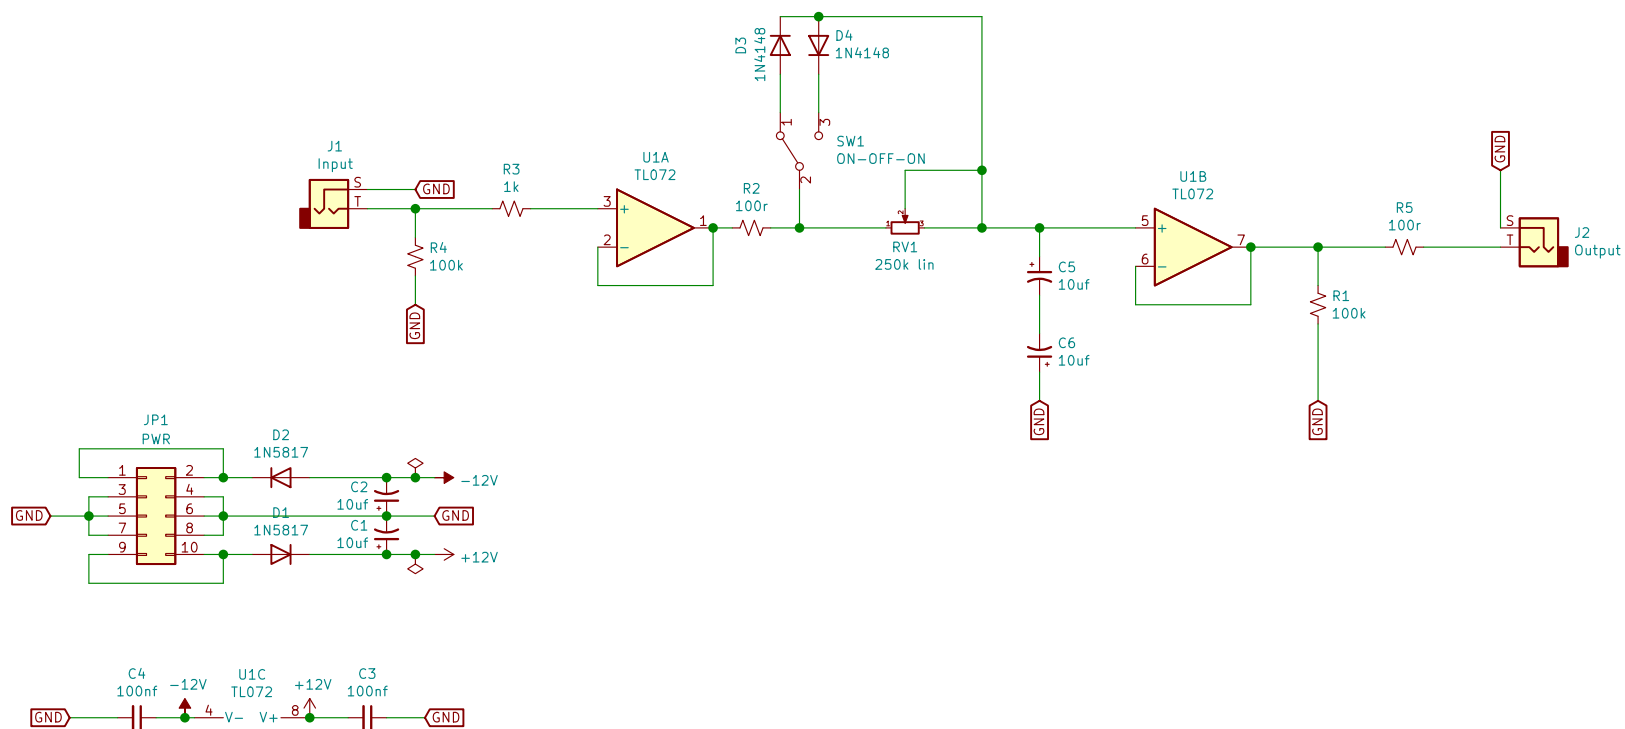 D3
1N4148
D4
1N4148
1
3
SW1
ON-OFF-ON
2
J1
Input
S
T
GND
R4
100k
GND
R3
1k
U1A
TL072
3
+
2
-
1
R2
100r
1
2
3
RV1
250k lin
+
C5
10uf
C6
10uf
+
GND
U1B
TL072
5
+
6
-
7
R1
100k
GND
R5
100r
GND
S
T
J2
Output
JP1
PWR
1
2
3
4
5
6
7
8
9
10
GND
D2
1N5817
D1
1N5817
C2
10uf
+
C1
10uf
+
-12V
GND
+12V
C4
100nf
-12V
U1C
TL072
+12V
C3
100nf
GND
4
V-
V+
8
GND